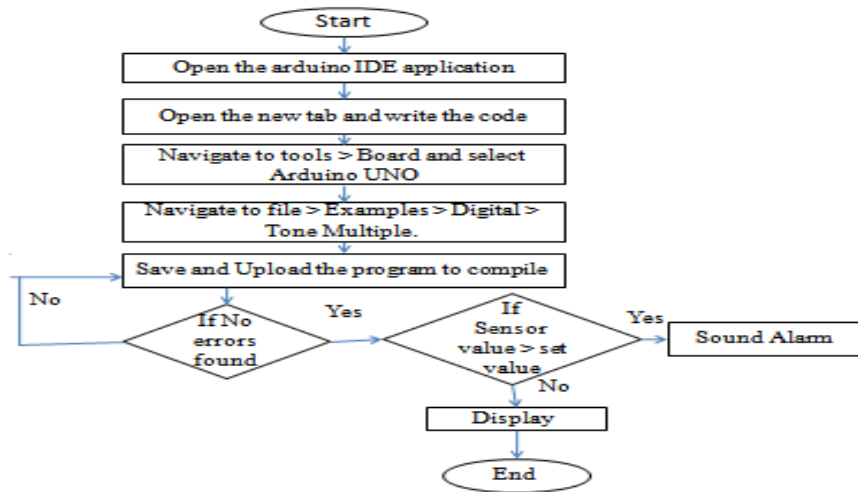 Start
Open the arduino IDE application
Open the new tab and write the code
Navigate to tools > Board and select
Arduino UNO
Navigate to file > Examples > Digital >
Tone Multiple.
Save and Upload the program to compile
No
If No
errors
found
Yes
If
Sensor
value > set
value
Yes
Sound Alarm
No
Display
End